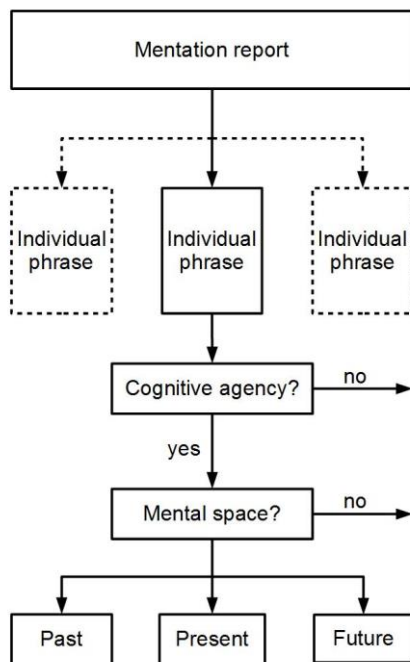 Mentation report
Individual
phrase
Individual
phrase
Individual
phrase
Cognitive agency?
no
yes
Mental space?
no
Past
Present
Future